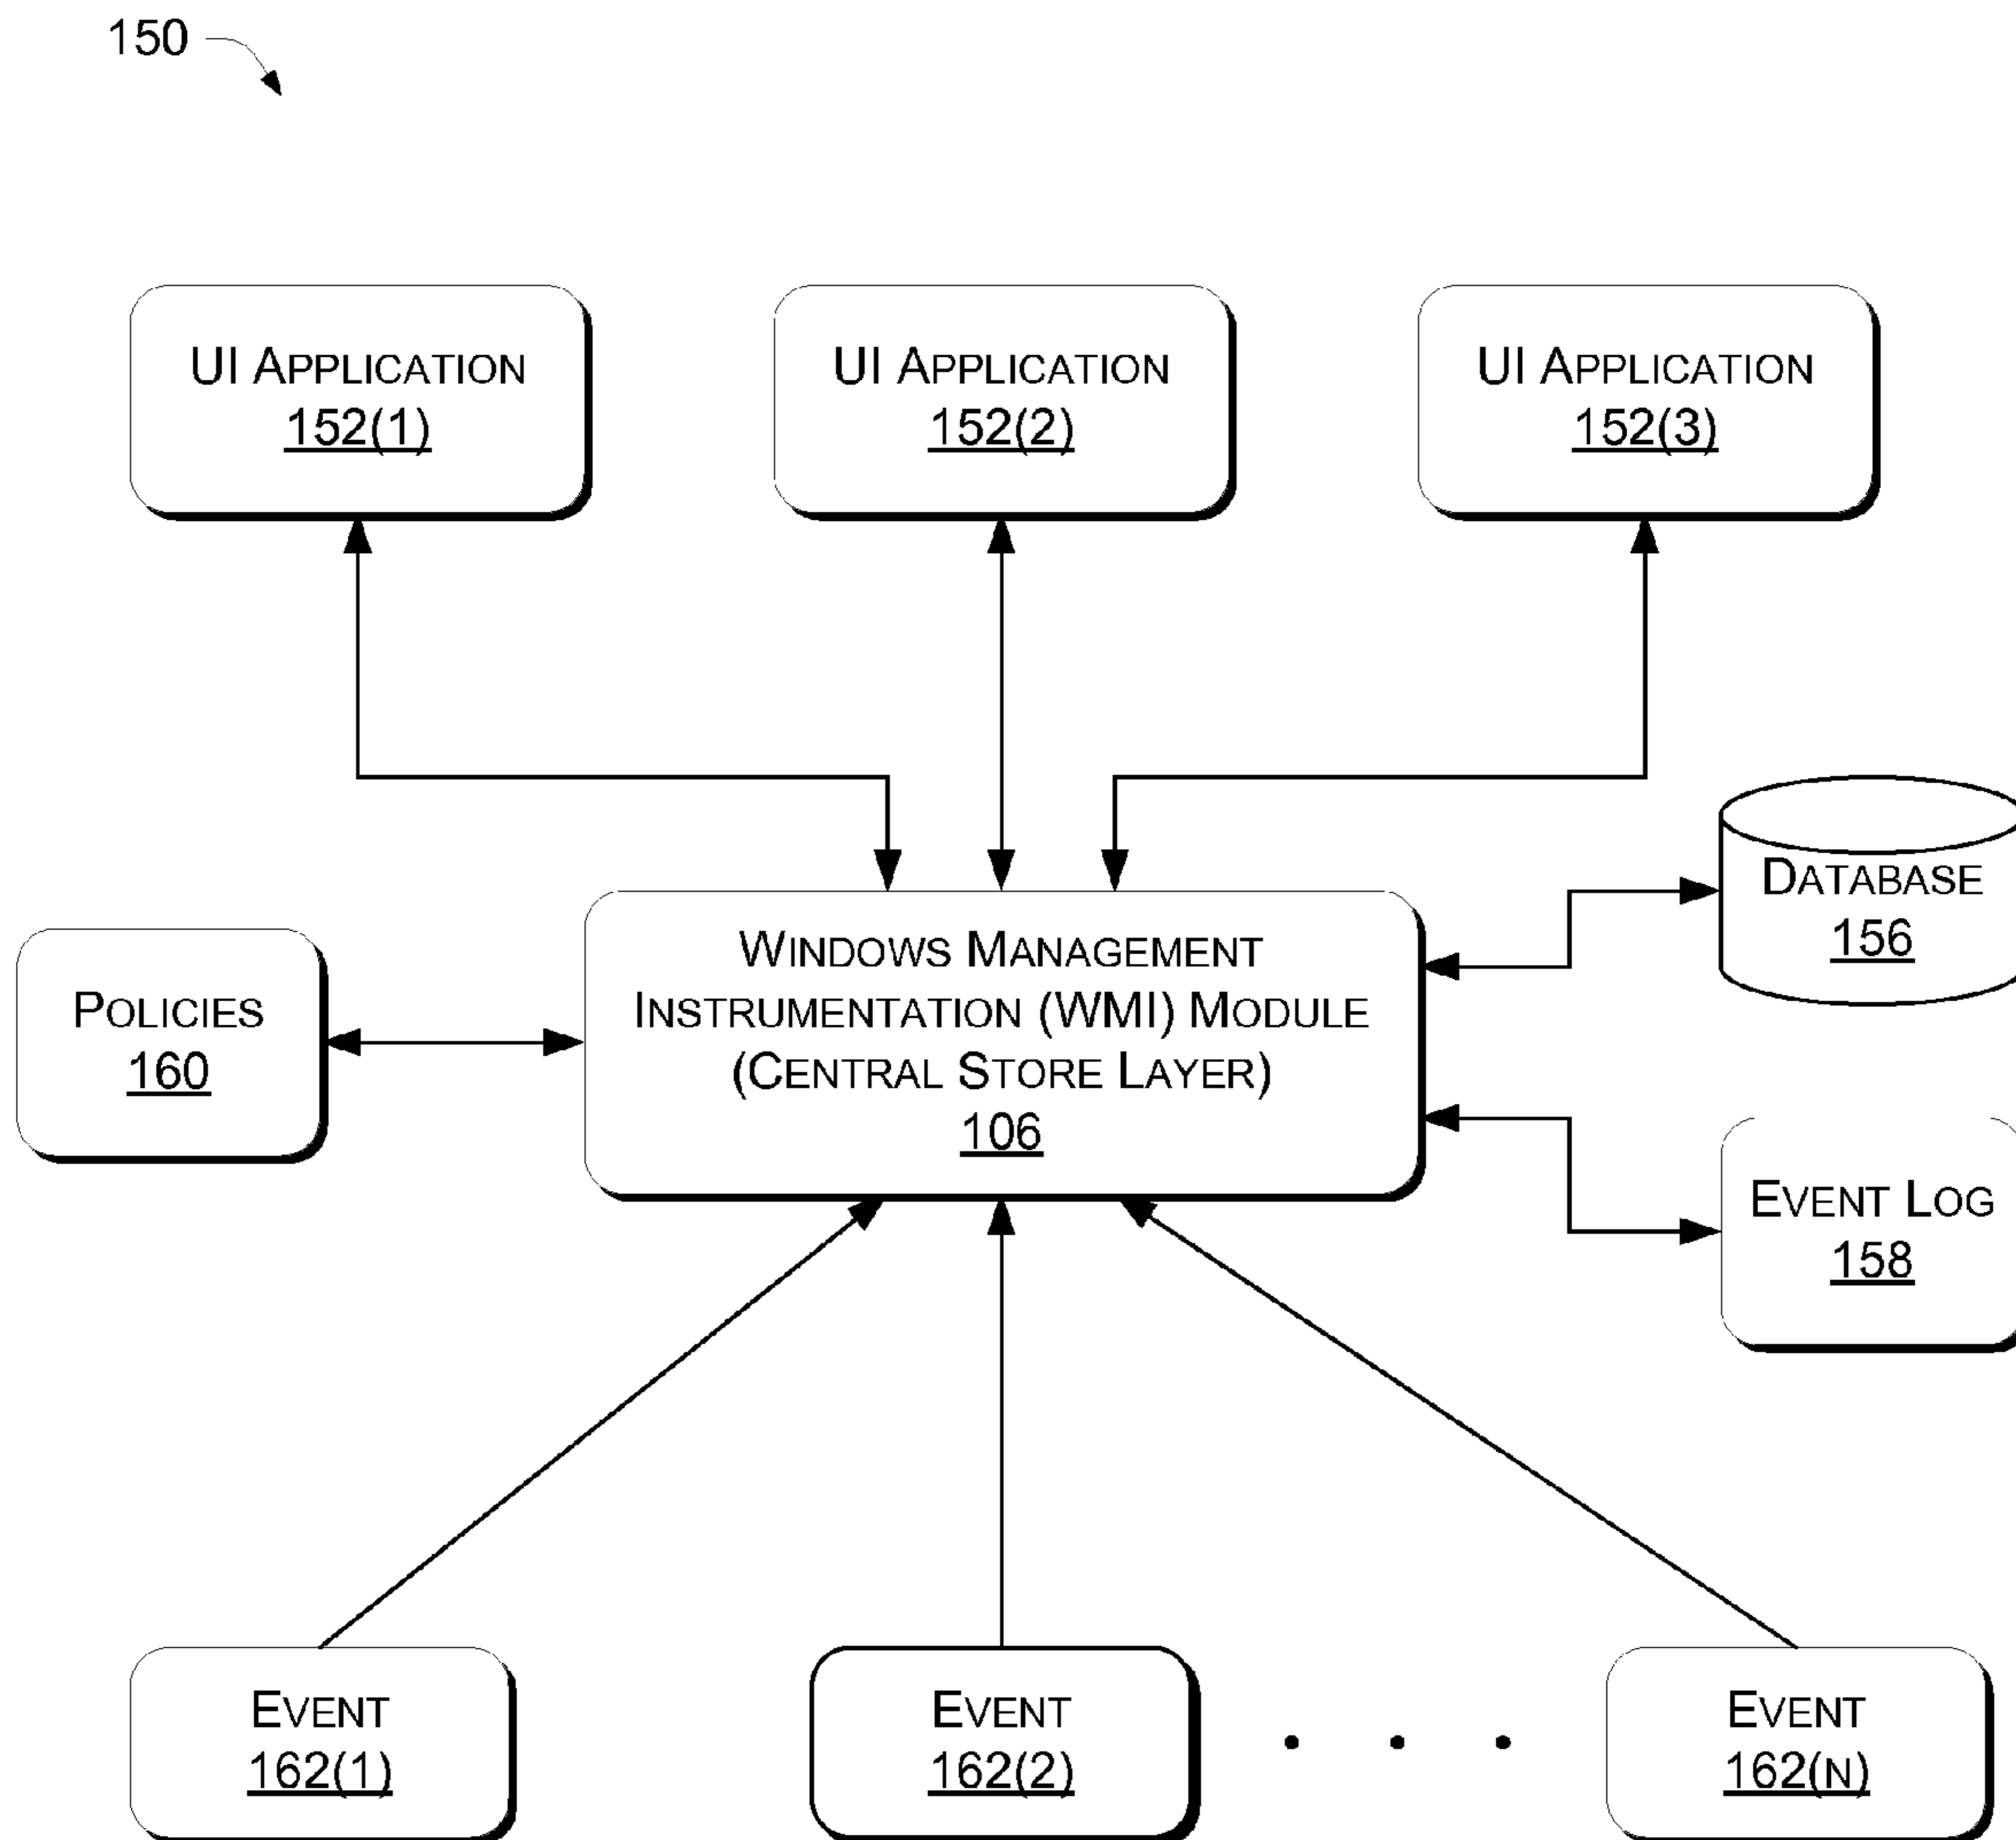 150
UI APPLICATION
152(1)
UI APPLICATION
152(2)
UI APPLICATION
152(3)
DATABASE
156
WINDOWS MANAGEMENT
INSTRUMENTATION (WMI) MODULE
(CENTRAL STORE LAYER)
106
POLICIES
160
EVENT LOG
158
EVENT
162(1)
EVENT
162(2)
. . .
EVENT
162(N)